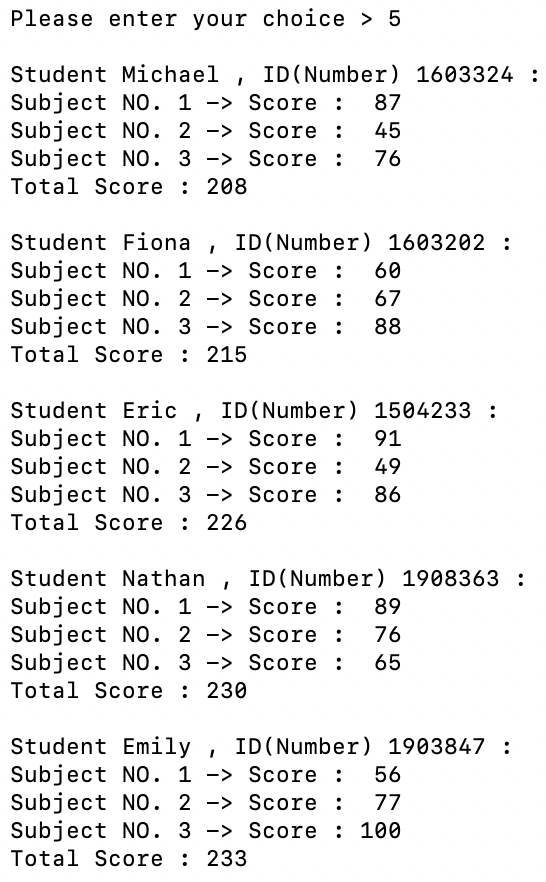 Please enter your choice > 5
Student Michael , ID(Number) 1603324 :
Subject NO. 1 -> Score :  87
Subject NO. 2 -> Score :  45
Subject NO. 3 -> Score :  76
Total Score : 208
Student Fiona , ID(Number) 1603202 :
Subject NO. 1 -> Score :  60
Subject NO. 2 -> Score :  67
Subject NO. 3 -> Score :  88
Total Score : 215
Student Eric , ID(Number) 1504233 :
Subject NO. 1 -> Score :  91
Subject NO. 2 -> Score :  49
Subject NO. 3 -> Score :  86
Total Score : 226
Student Nathan , ID(Number) 1908363 :
Subject NO. 1 -> Score :  89
Subject NO. 2 -> Score :  76
Subject NO. 3 -> Score :  65
Total Score : 230
Student Emily , ID(Number) 1903847 :
Subject NO. 1 -> Score :  56
Subject NO. 2 -> Score :  77
Subject NO. 3 -> Score : 100
Total Score : 233